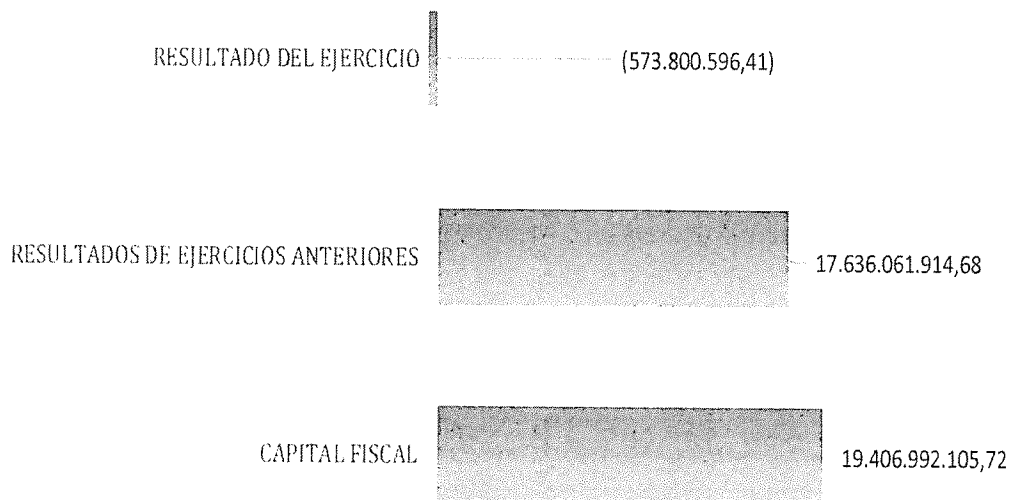 RESULTADO DEL EJERCICIO (573.800.596,41)
RESULTADOS DE EJERCICIOS ANTERIORES 17.636.061.914,68
CAPITAL FISCAL 19.406.992.105,72